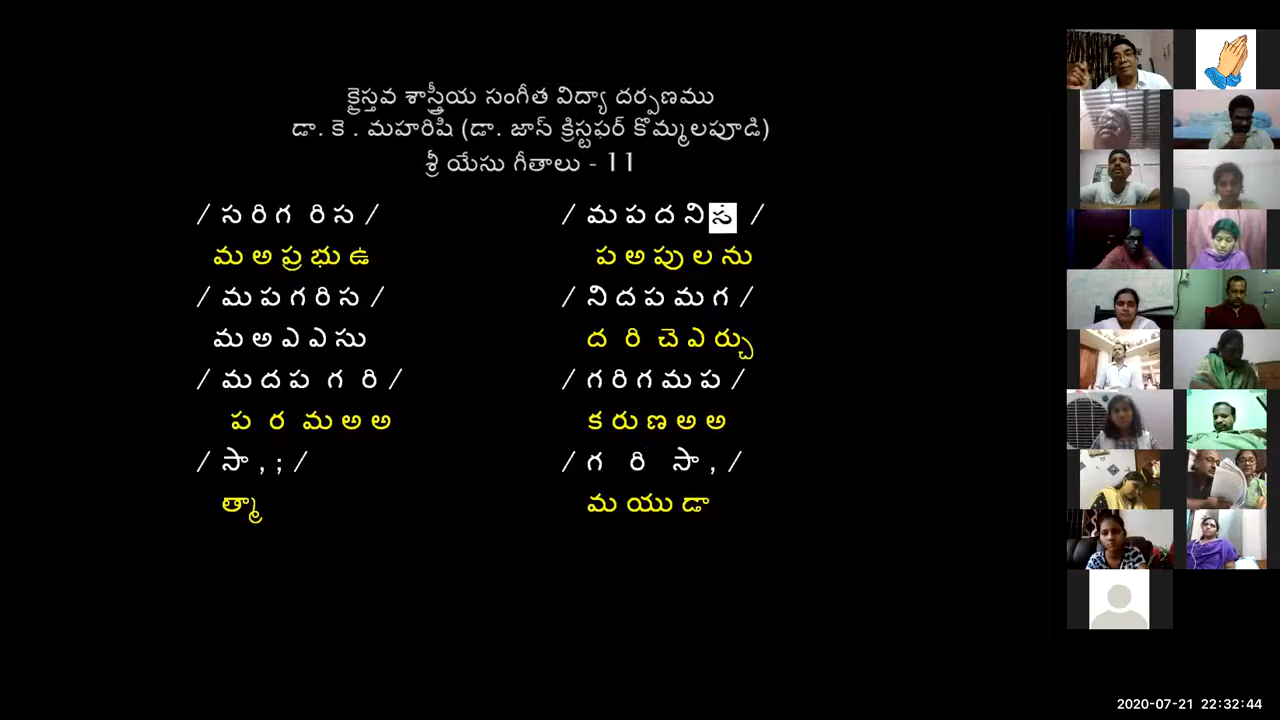 క్రైస్తవ శాస్త్రీయ సంగీత విద్యా దర్పణము
డా. కె . మహరిషి (డా. జాస్ క్రిస్టఫర్ కొమ్మలపూడి)
శ్రీ యేసు గీతాలు - 11
/ స రి గ రి స /
మ అ ప్ర భు ఉ
/ మ ప గ రి స /
మ అ ఎ ఎ సు
/ మ ద ప గ రి /
ప ర మ అ అ
/ సా , ; /
త్మా
/ మ ప ద ని సం /
ప అ పు ల ను
/ ని ద ప మ గ /
ద రి చె ఎ ర్చు
/ గ రి గ మ ప /
క రు ణ అ అ
/ గ రి సా , /
మ యు డా
2020-07-21 22:32:44